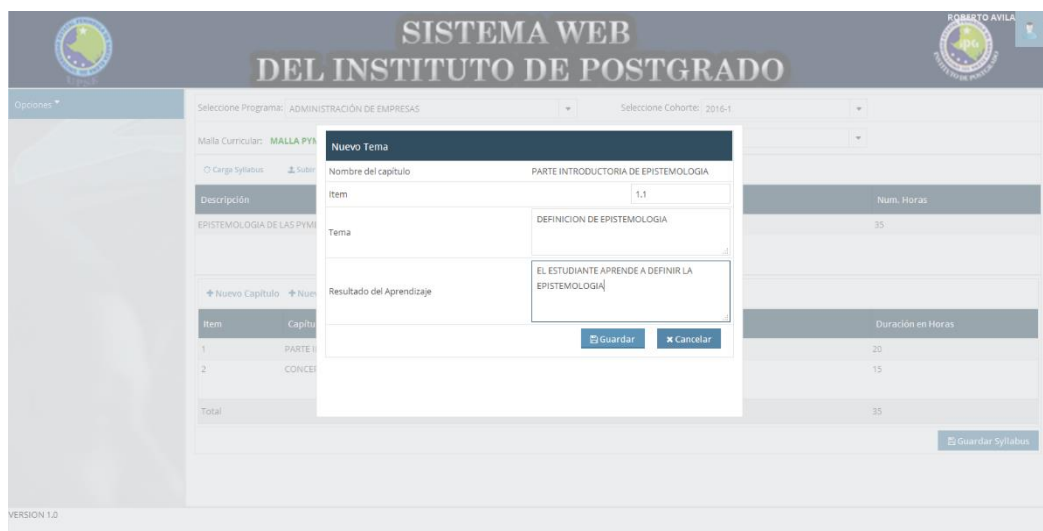 SISTEMA WEB
DEL INSTITUTO DE POSTGRADO
ROBERTO AVILA
IPG
Opciones
Seleccione Programa: ADMINISTRACIÓN DE EMPRESAS Seleccione Cohorte: 2016-1
Malla Curricular: MALLA
Nuevo Tema
Carga Syllabus Subir
Nombre del capítulo PARTE INTRODUCTORIA DE EPISTEMOLOGIA
Descripción Num. Horas
Item 1.1
EPISTEMOLOGIA DE LAS 35
Tema DEFINICION DE EPISTEMOLOGIA
Resultado del Aprendizaje EL ESTUDIANTE APRENDE A DEFINIR LA
EPISTEMOLOGIA
Nuevo Capítulo
Item Duración en Horas
Guardar Cancelar
1 PARTE 20
2 15
Total 35
Guardar Syllabus
VERSION 1.0